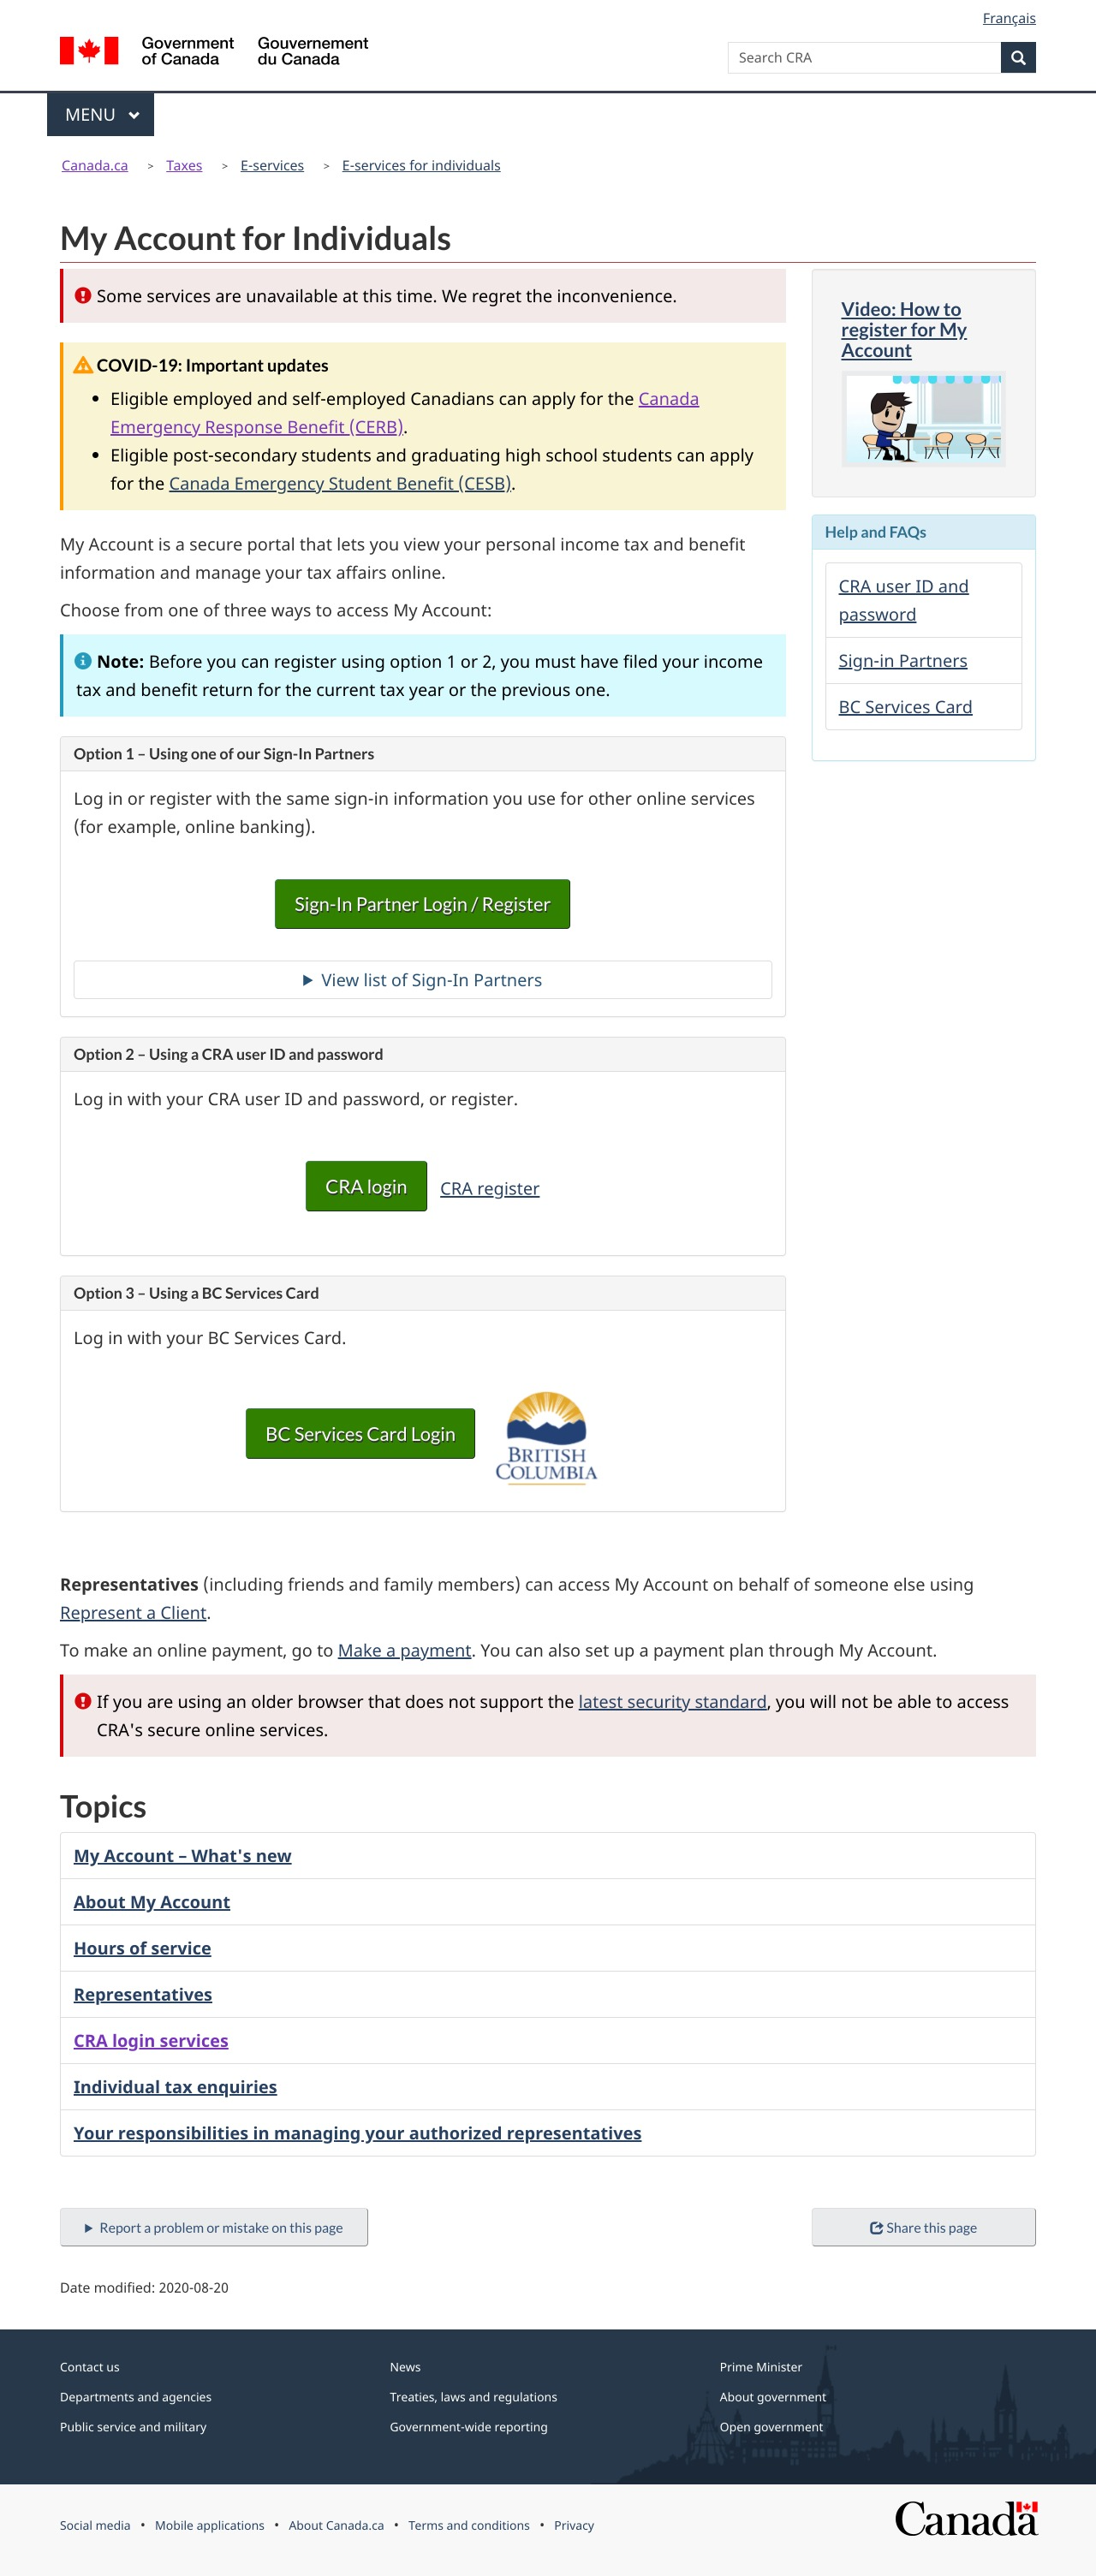 Français
Government
of Canada
Gouvernement
du Canada
Search CRA
MENU
Canada.ca > Taxes > E-services > E-services for individuals
My Account for Individuals
Some services are unavailable at this time. We regret the inconvenience.
COVID-19: Important updates
• Eligible employed and self-employed Canadians can apply for the Canada
Emergency Response Benefit (CERB).
• Eligible post-secondary students and graduating high school students can apply
for the Canada Emergency Student Benefit (CESB).
My Account is a secure portal that lets you view your personal income tax and benefit
information and manage your tax affairs online.
Choose from one of three ways to access My Account:
Note: Before you can register using option 1 or 2, you must have filed your income
tax and benefit return for the current tax year or the previous one.
Option 1 – Using one of our Sign-In Partners
Log in or register with the same sign-in information you use for other online services
(for example, online banking).
Sign-In Partner Login / Register
View list of Sign-In Partners
Option 2 – Using a CRA user ID and password
Log in with your CRA user ID and password, or register.
CRA login
CRA register
Option 3 – Using a BC Services Card
Log in with your BC Services Card.
BC Services Card Login
BRITISH
COLUMBIA
Video: How to
register for My
Account
Help and FAQs
CRA user ID and
password
Sign-in Partners
BC Services Card
Representatives (including friends and family members) can access My Account on behalf of someone else using
Represent a Client.
To make an online payment, go to Make a payment. You can also set up a payment plan through My Account.
If you are using an older browser that does not support the latest security standard, you will not be able to access
CRA's secure online services.
Topics
My Account – What's new
About My Account
Hours of service
Representatives
CRA login services
Individual tax enquiries
Your responsibilities in managing your authorized representatives
Report a problem or mistake on this page
Share this page
Date modified: 2020-08-20
Contact us
News
Prime Minister
Departments and agencies
Treaties, laws and regulations
About government
Public service and military
Government-wide reporting
Open government
Social media • Mobile applications • About Canada.ca • Terms and conditions • Privacy
Canada